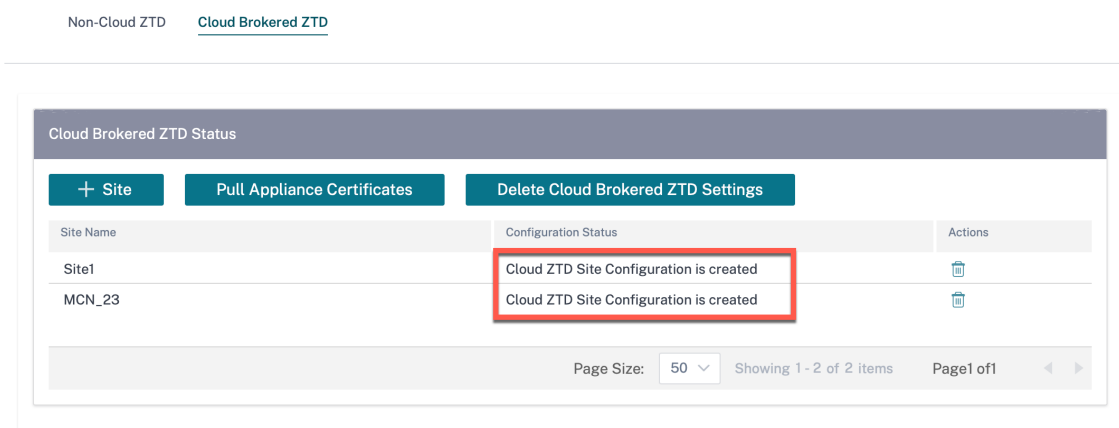 Non-Cloud ZTD Cloud Brokered ZTD
Cloud Brokered ZTD Status
+ Site Pull Appliance Certificates Delete Cloud Brokered ZTD Settings
Site Name Configuration Status Actions
Site1 Cloud ZTD Site Configuration is created
MCN_23 Cloud ZTD Site Configuration is created
Page Size: 50 Showing 1 - 2 of 2 items Page1 of1